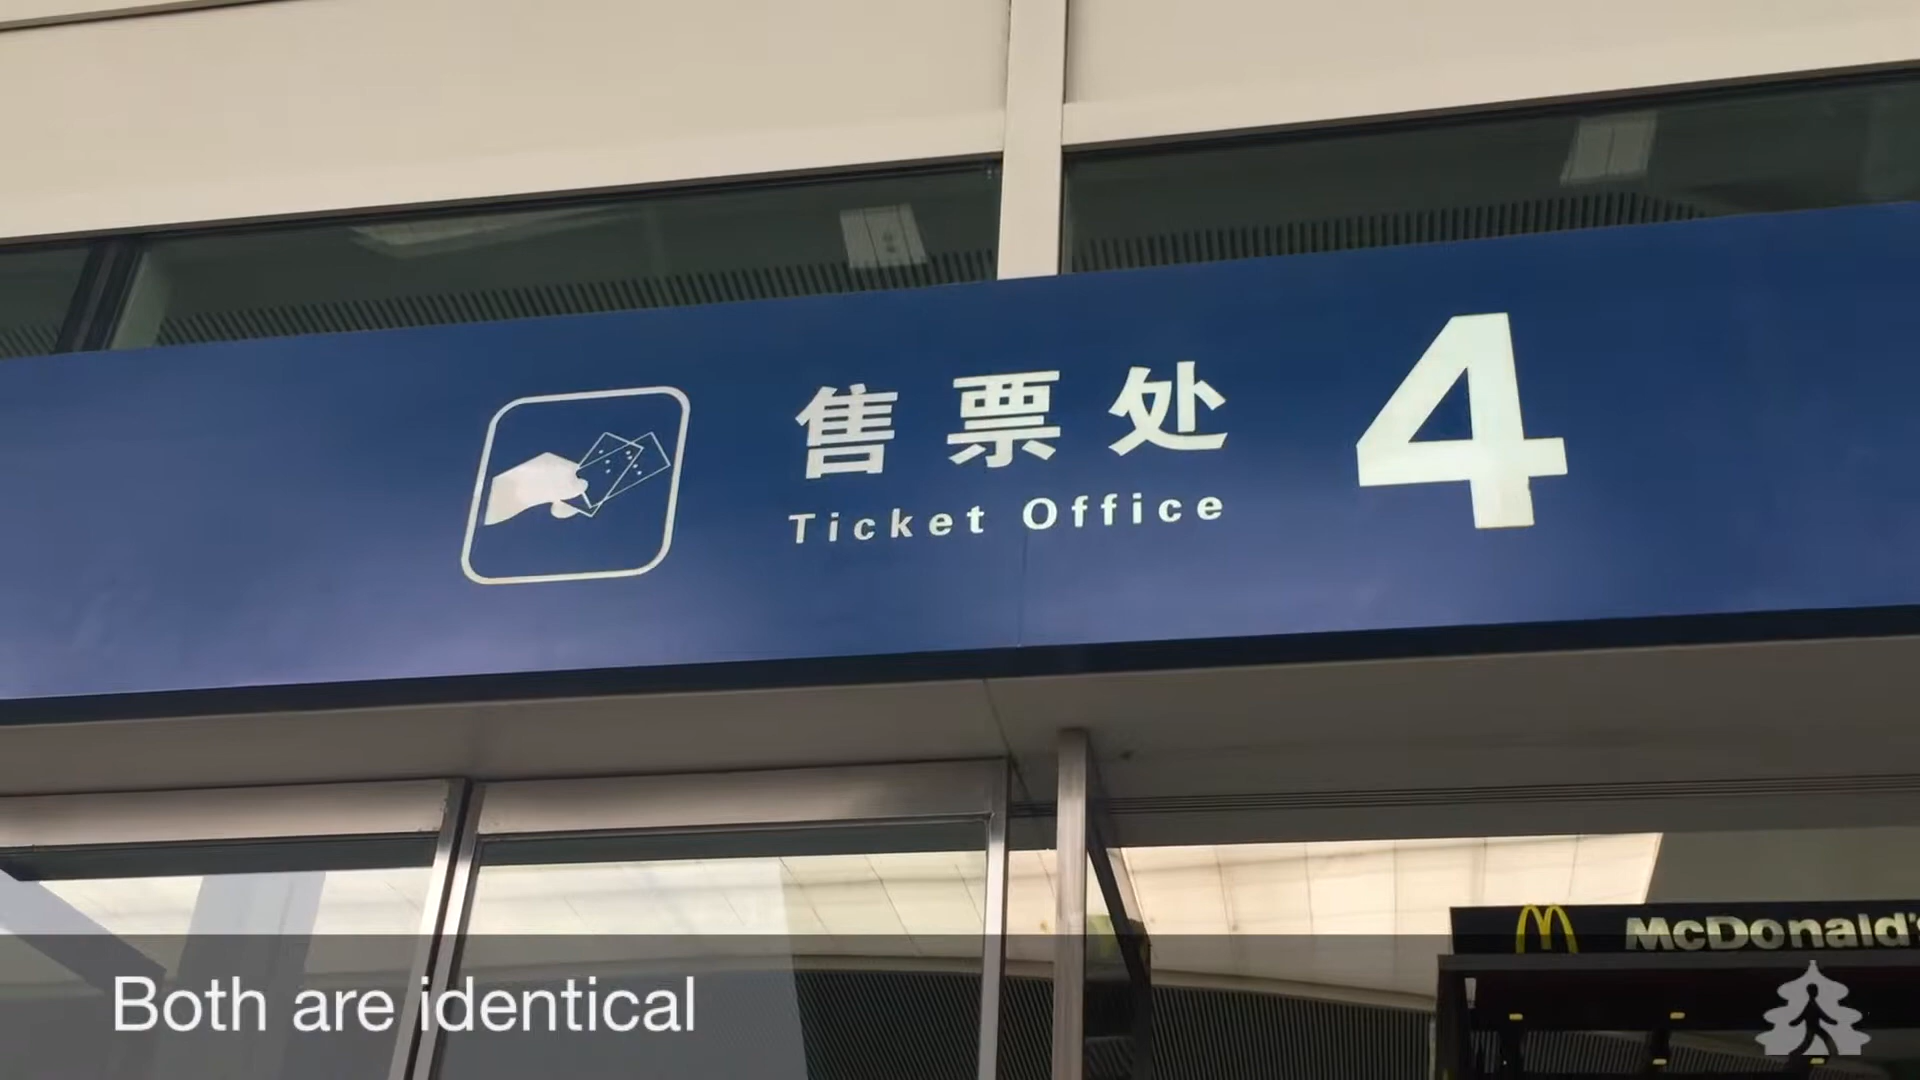 售票处 4
Ticket Office
McDonald's
Both are identical